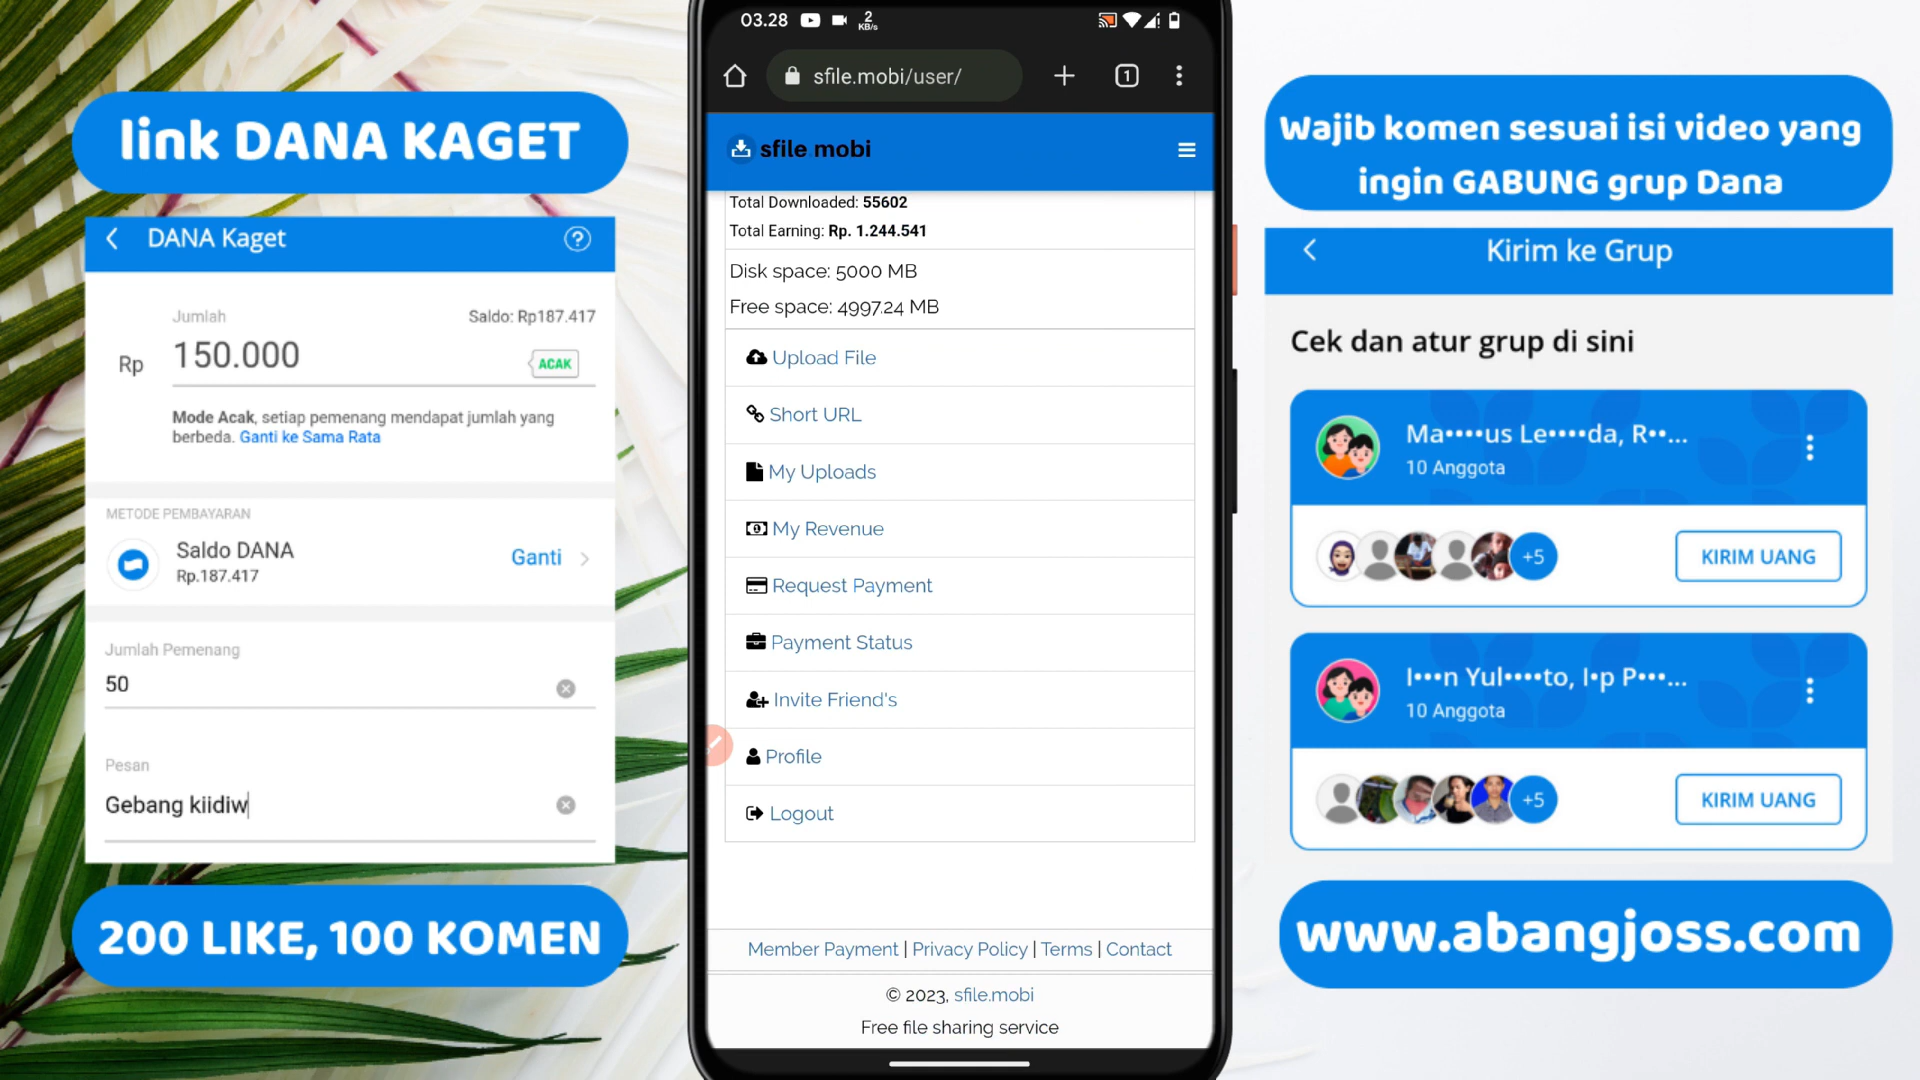 link DANA KAGET
DANA Kaget
?
Jumlah
Saldo: Rp187.417
Rp
150.000
ACAK
Mode Acak, setiap pemenang mendapat jumlah yang
berbeda. Ganti ke Sama Rata
METODE PEMBAYARAN
Saldo DANA
Rp.187.417
Ganti
Jumlah Pemenang
50
Pesan
Gebang kiidiw
200 LIKE, 100 KOMEN
03.28
2
KB/s
sfile.mobi/user/
1
sfile mobi
Total Downloaded: 55602
Total Earning: Rp. 1.244.541
Disk space: 5000 MB
Free space: 4997.24 MB
Upload File
Short URL
My Uploads
My Revenue
Request Payment
Payment Status
Invite Friend's
Profile
Logout
Member Payment | Privacy Policy | Terms | Contact
© 2023, sfile.mobi
Free file sharing service
Wajib komen sesuai isi video yang
ingin GABUNG grup Dana
Kirim ke Grup
Cek dan atur grup di sini
Ma••••us Le••••da, R••...
10 Anggota
+5
KIRIM UANG
I•••n Yul••••to, I•p P•••...
10 Anggota
+5
KIRIM UANG
www.abangjoss.com